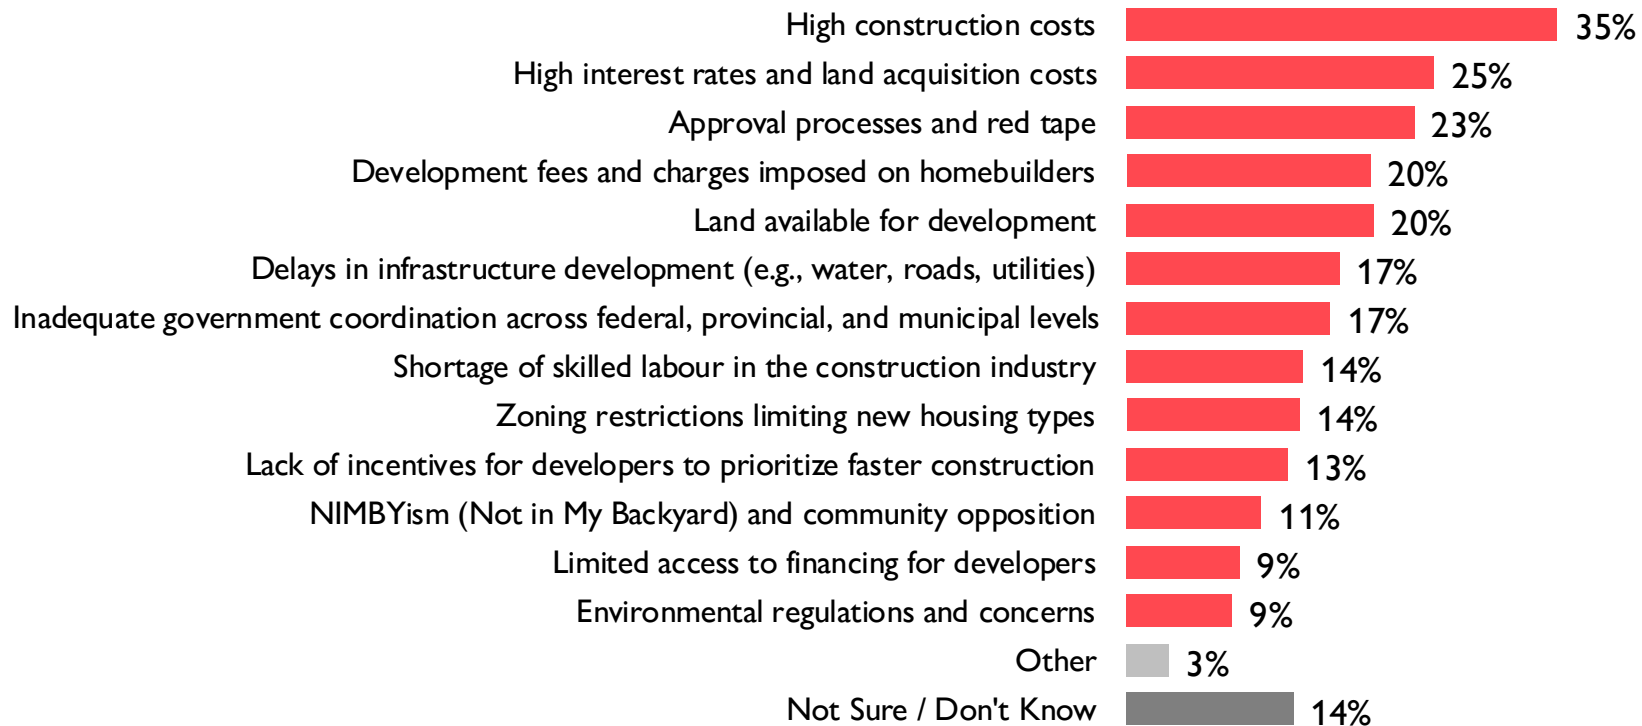 High construction costs 35%
High interest rates and land acquisition costs 25%
Approval processes and red tape 23%
Development fees and charges imposed on homebuilders 20%
Land available for development 20%
Delays in infrastructure development (e.g., water, roads, utilities) 17%
Inadequate government coordination across federal, provincial, and municipal levels 17%
Shortage of skilled labour in the construction industry 14%
Zoning restrictions limiting new housing types 14%
Lack of incentives for developers to prioritize faster construction 13%
NIMBYism (Not in My Backyard) and community opposition 11%
Limited access to financing for developers 9%
Environmental regulations and concerns 9%
Other 3%
Not Sure / Don't Know 14%